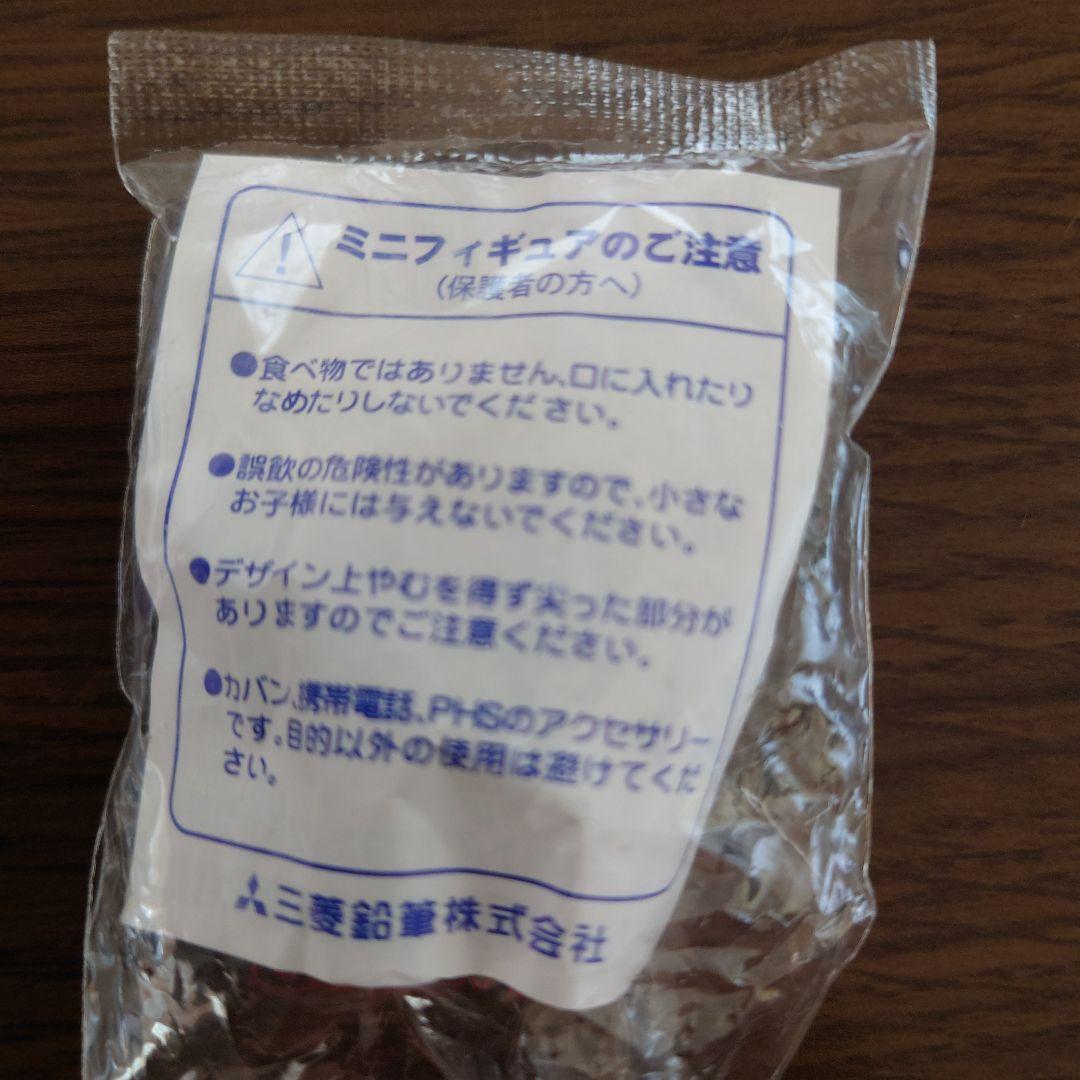 ミニフィギュアのご注意
(保護者の方へ)
●食べ物ではありません、口に入れたり
なめたりしないでください。
●誤飲の危険性がありますので、小さな
お子様には与えないでください。
●デザイン上やむを得ず尖った部分が
ありますのでご注意ください。
●カバン、携帯電話、PHSのアクセサリー
です。目的以外の使用は避けてくだ
さい。
三菱鉛筆株式会社